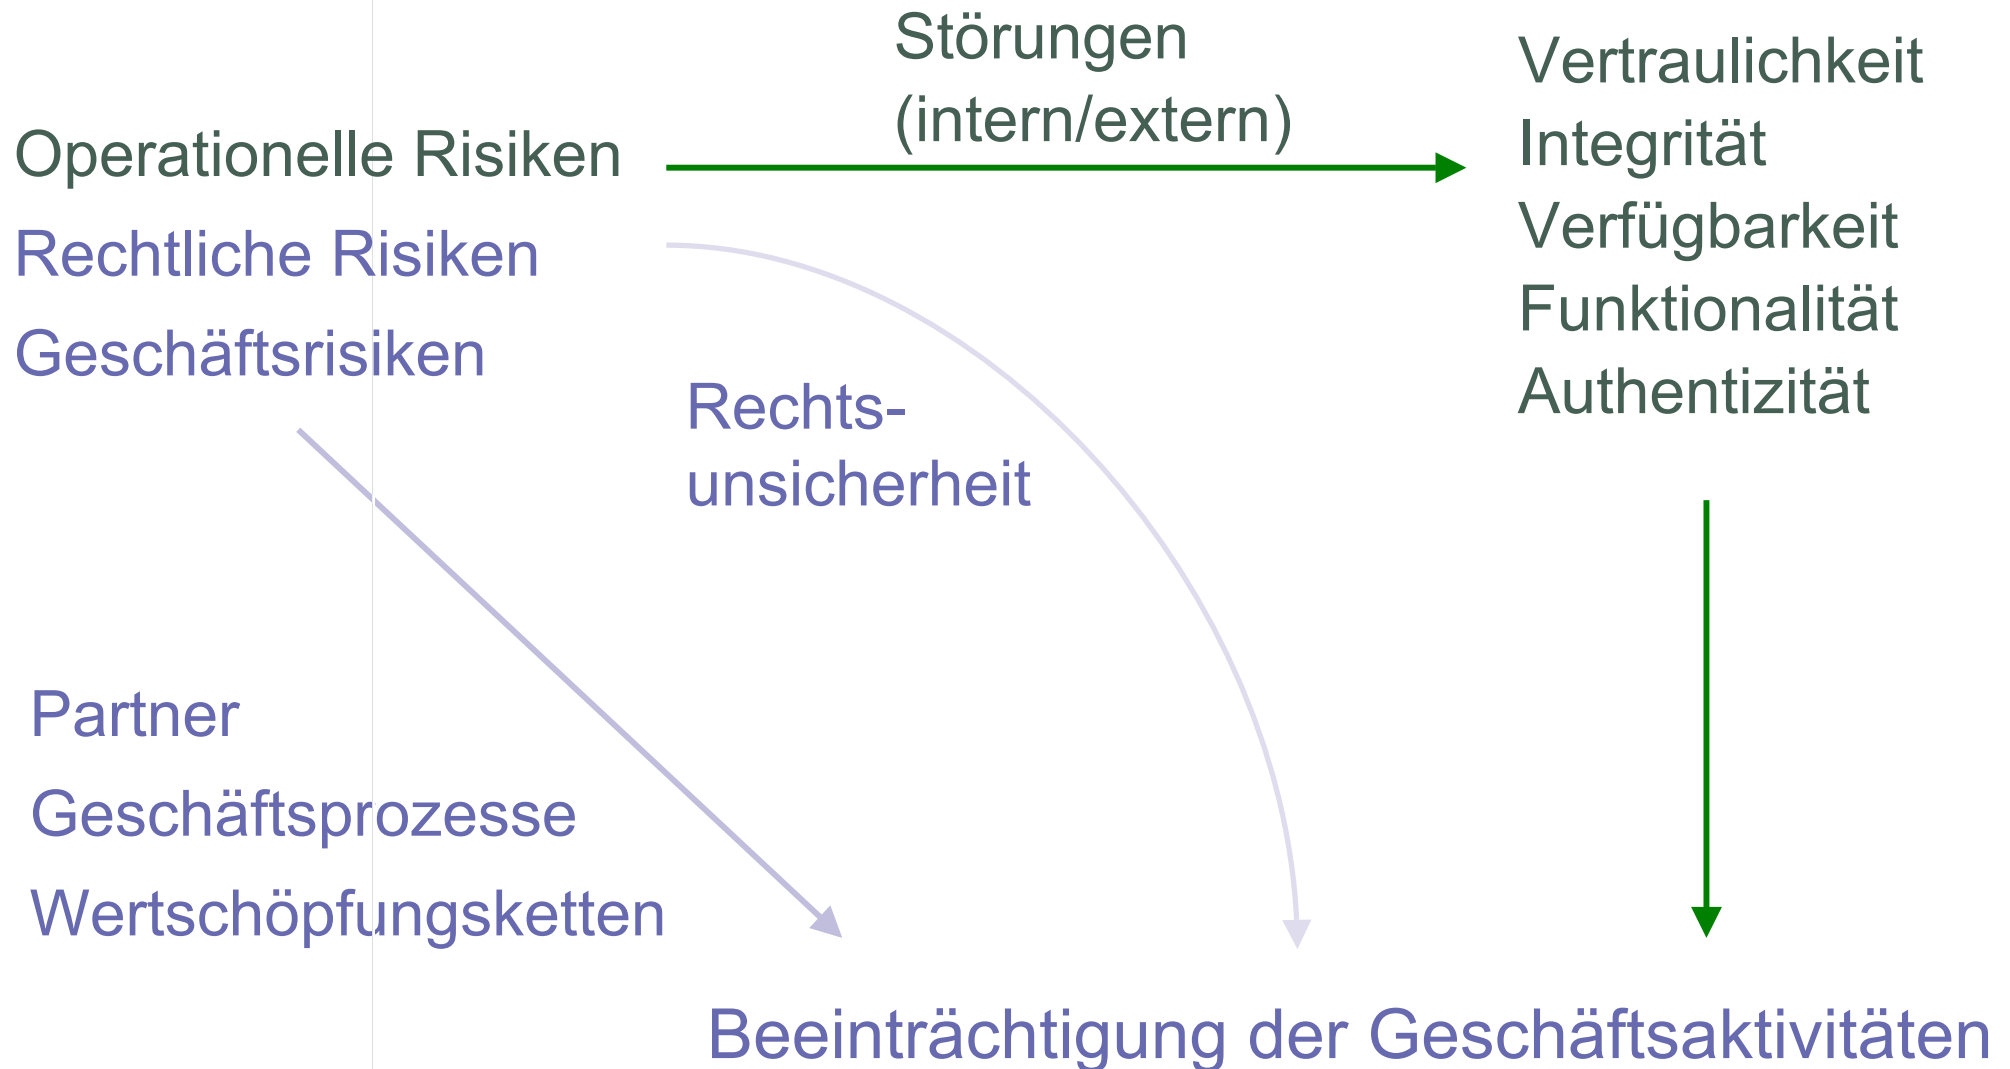 Störungen
(intern/extern)
Operationelle Risiken
Rechtliche Risiken
Geschäftsrisiken
Vertraulichkeit
Integrität
Verfügbarkeit
Funktionalität
Authentizität
Rechts-
unsicherheit
Partner
Geschäftsprozesse
Wertschöpfungsketten
Beeinträchtigung der Geschäftsaktivitäten